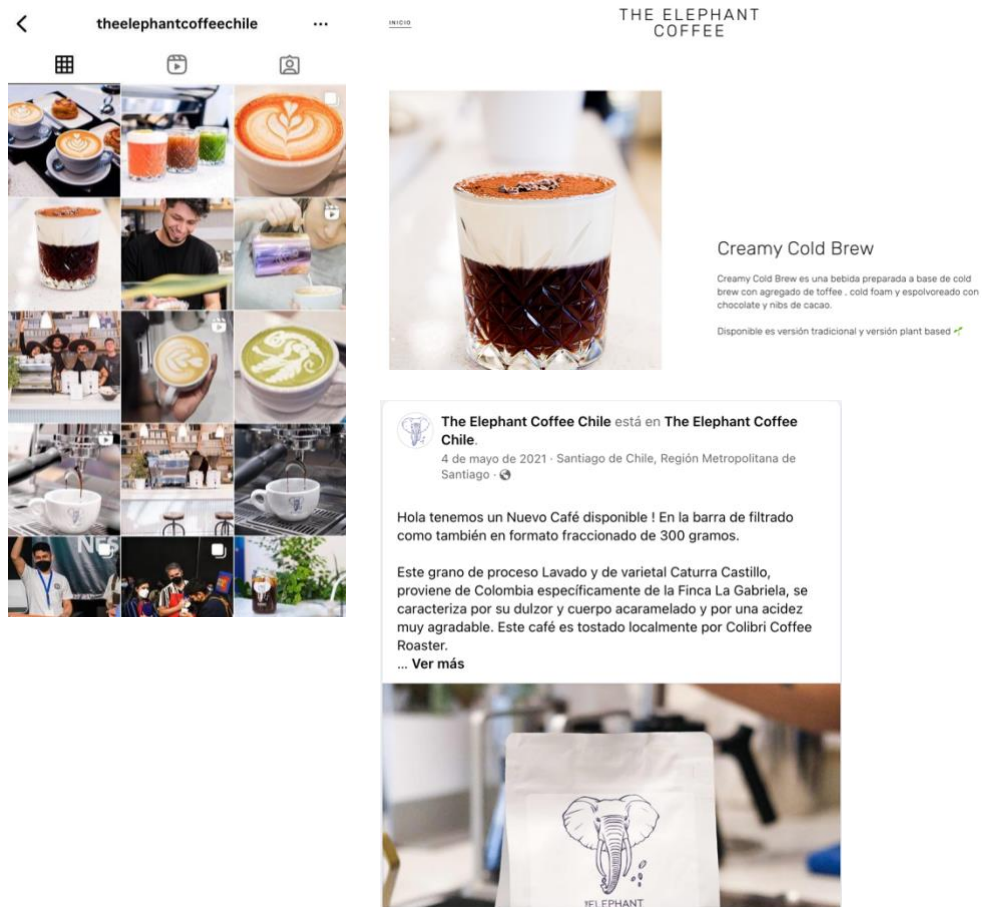 theelephantcoffeechile
INICIO
THE ELEPHANT
COFFEE
Creamy Cold Brew
Creamy Cold Brew es una bebida preparada a base de cold
brew con agregado de toffee , cold foam y espolvoreado con
chocolate y nibs de cacao.
Disponible es versión tradicional y versión plant based
The Elephant Coffee Chile está en The Elephant Coffee
Chile.
4 de mayo de 2021 · Santiago de Chile, Región Metropolitana de
Santiago ·
Hola tenemos un Nuevo Café disponible ! En la barra de filtrado
como también en formato fraccionado de 300 gramos.
Este grano de proceso Lavado y de varietal Caturra Castillo,
proviene de Colombia específicamente de la Finca La Gabriela, se
caracteriza por su dulzor y cuerpo acaramelado y por una acidez
muy agradable. Este café es tostado localmente por Colibri Coffee
Roaster.
... Ver más
NES
ELEPHANT